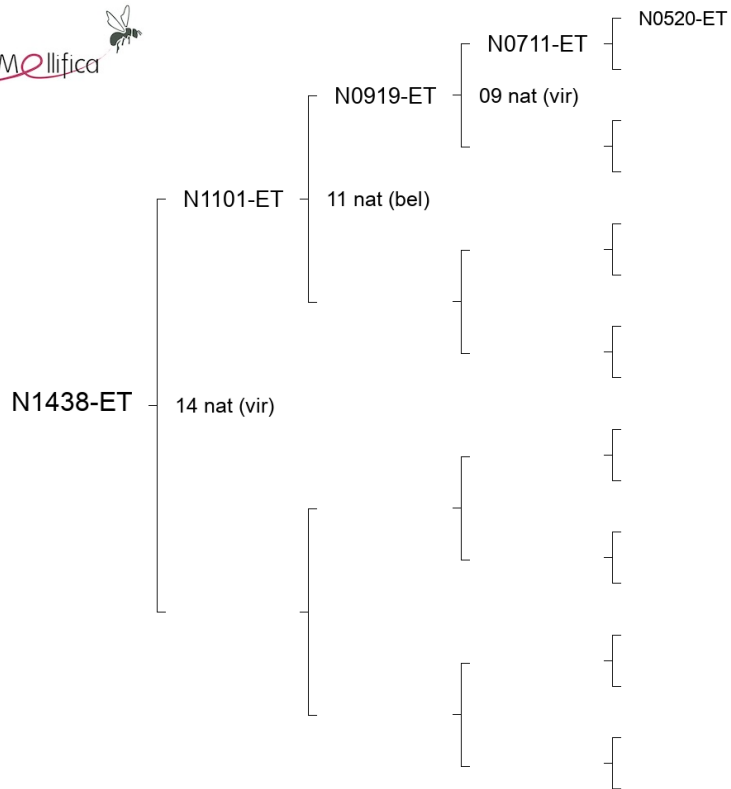 Mellifica
N0520-ET
N0711-ET
N0919-ET
09 nat (vir)
N1101-ET
11 nat (bel)
N1438-ET
14 nat (vir)